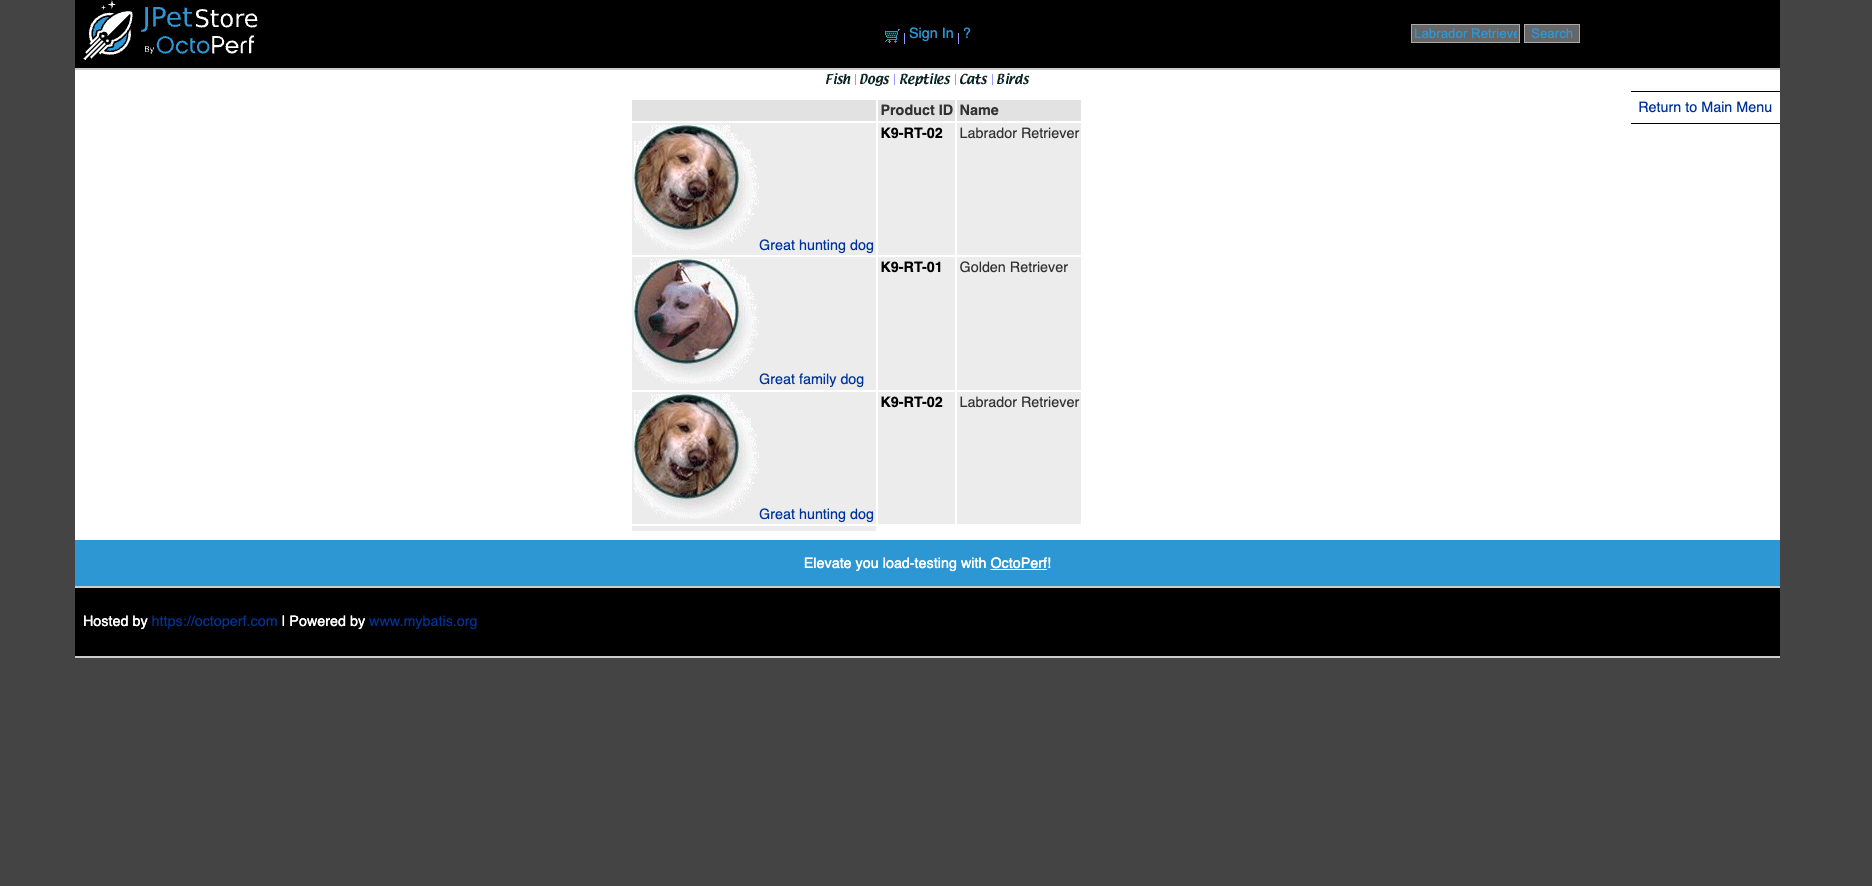 JPetStore
By OctoPerf
Sign In ?
Labrador Retrieve Search
Fish Dogs Reptiles Cats Birds
Return to Main Menu
Product ID Name
K9-RT-02 Labrador Retriever
Great hunting dog
K9-RT-01 Golden Retriever
Great family dog
K9-RT-02 Labrador Retriever
Great hunting dog
Elevate you load-testing with OctoPerf!
Hosted by https://octoperf.com | Powered by www.mybatis.org